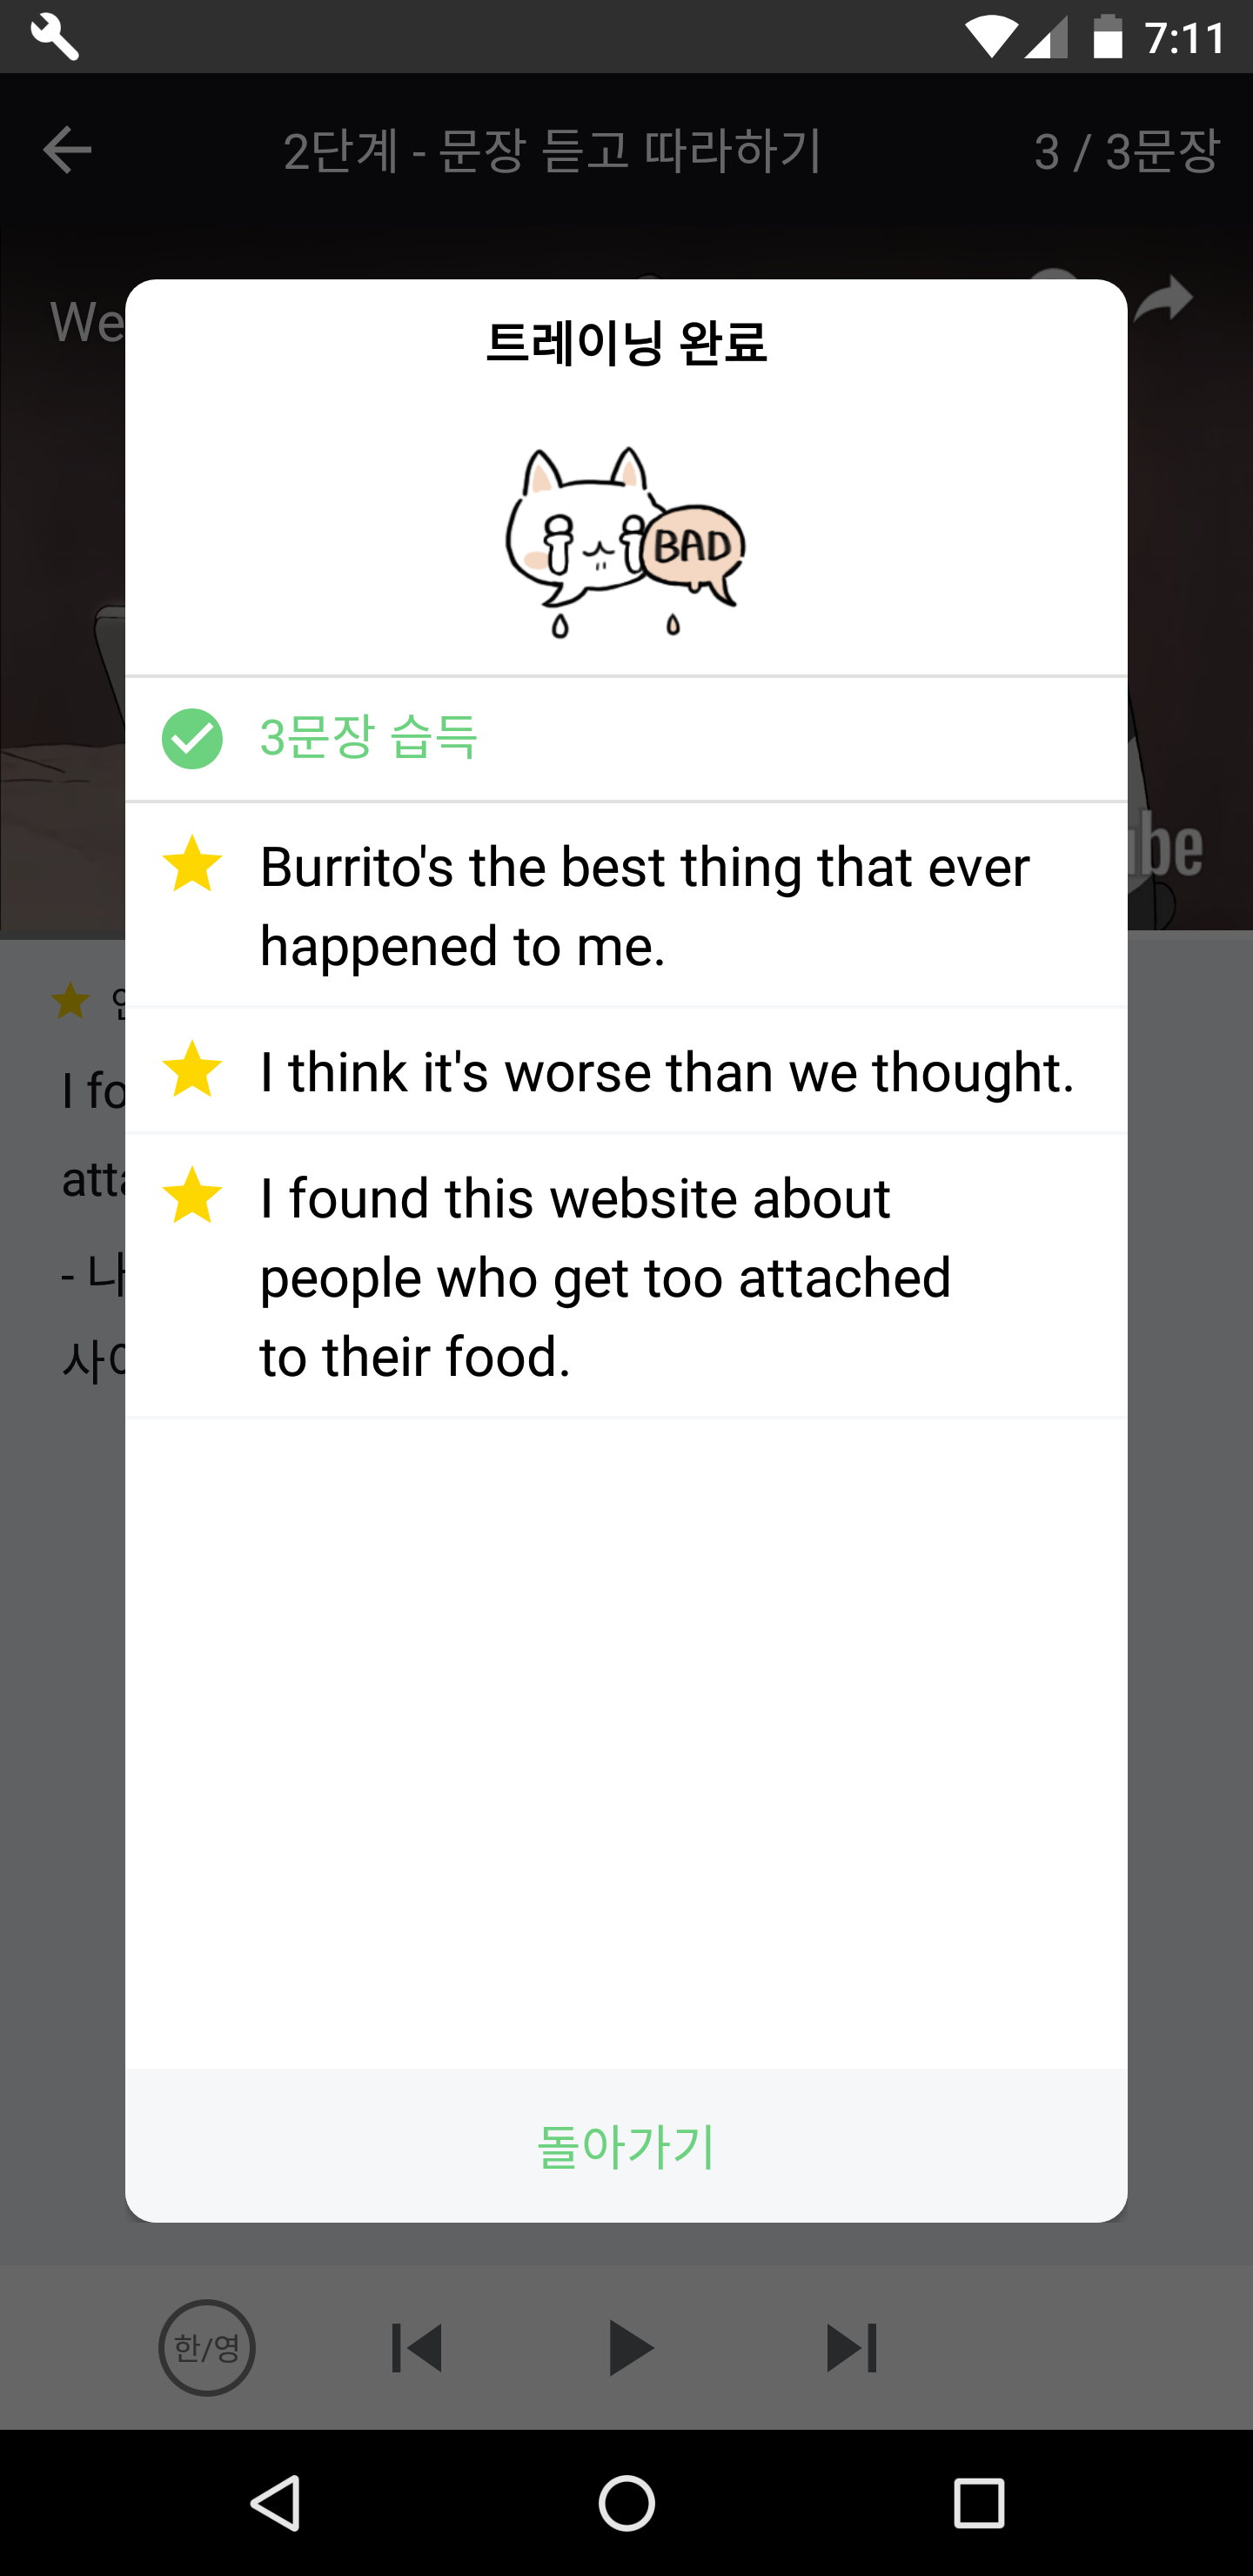 7:11
2단계 - 문장 듣고 따라하기
3 / 3문장
We
트레이닝 완료
BAD
3문장 습득
Burrito's the best thing that ever
happened to me.
I think it's worse than we thought.
I found this website about
people who get too attached
to their food.
I fo
atta
- 나
돌아가기
한/영